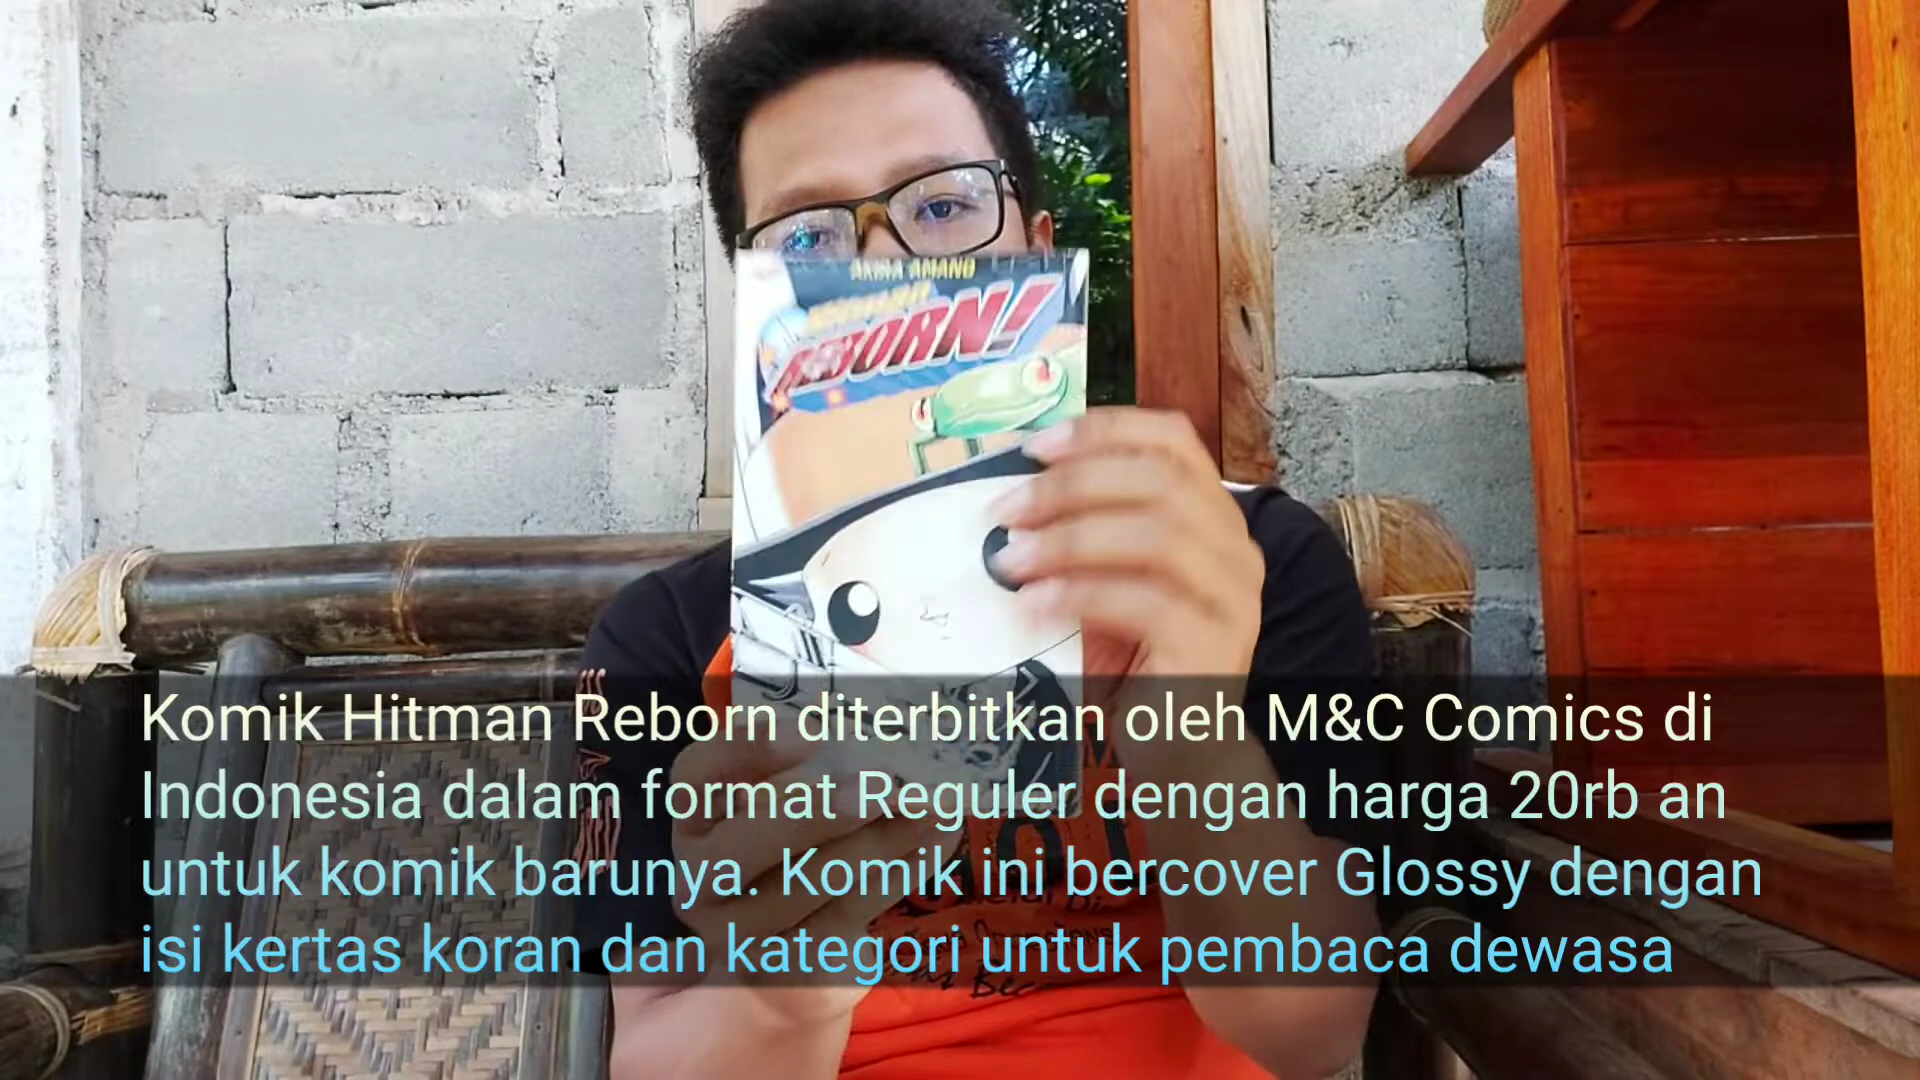 AKIRA AMANO
REBORN!
Komik Hitman Reborn diterbitkan oleh M&C Comics di
Indonesia dalam format Reguler dengan harga 20rb an
untuk komik barunya. Komik ini bercover Glossy dengan
isi kertas koran dan kategori untuk pembaca dewasa